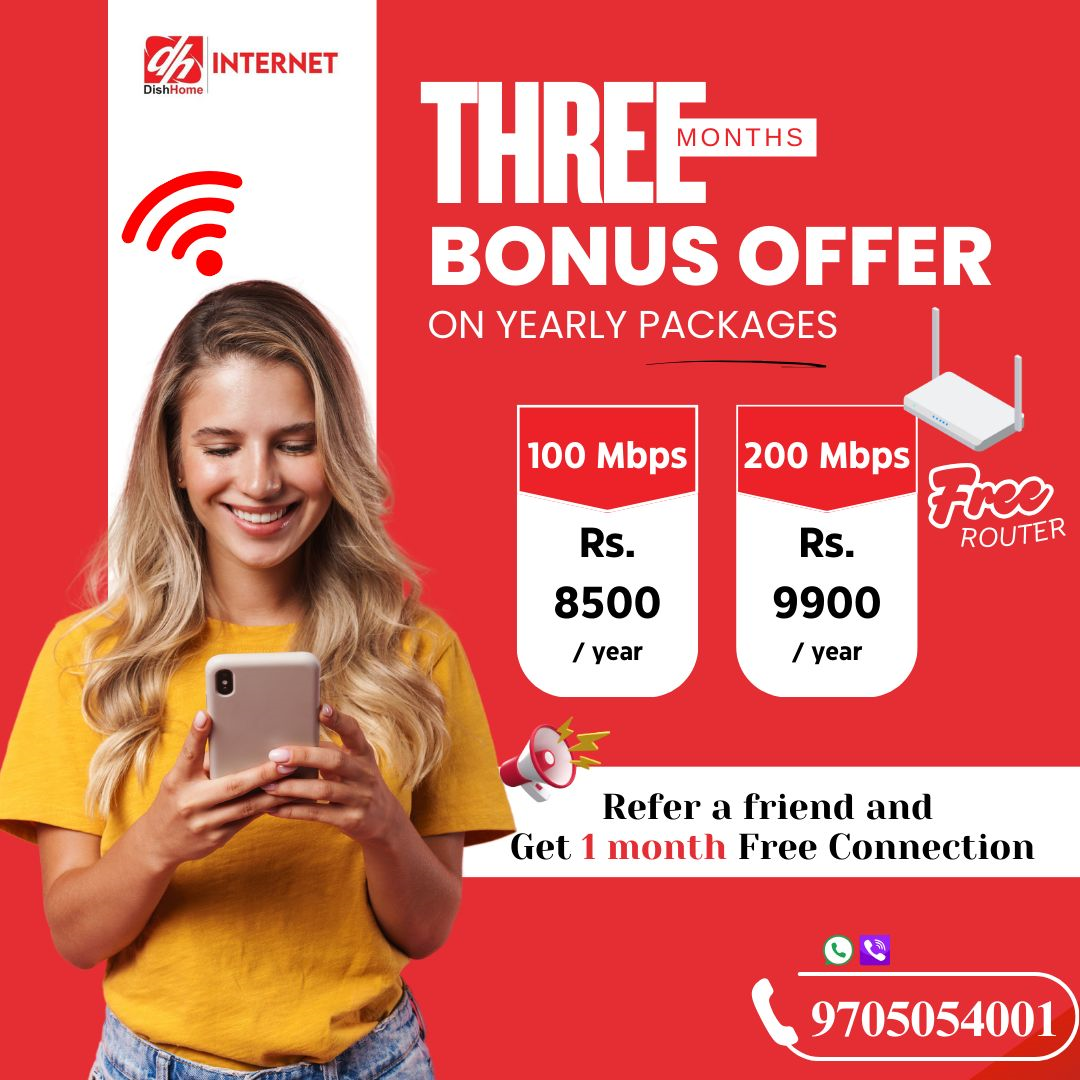 dh
DishHome
INTERNET
THREE
MONTHS
BONUS OFFER
ON YEARLY PACKAGES
100 Mbps
Rs.
8500
/ year
200 Mbps
Rs.
9900
/ year
Free
ROUTER
Refer a friend and
Get 1 month Free Connection
9705054001